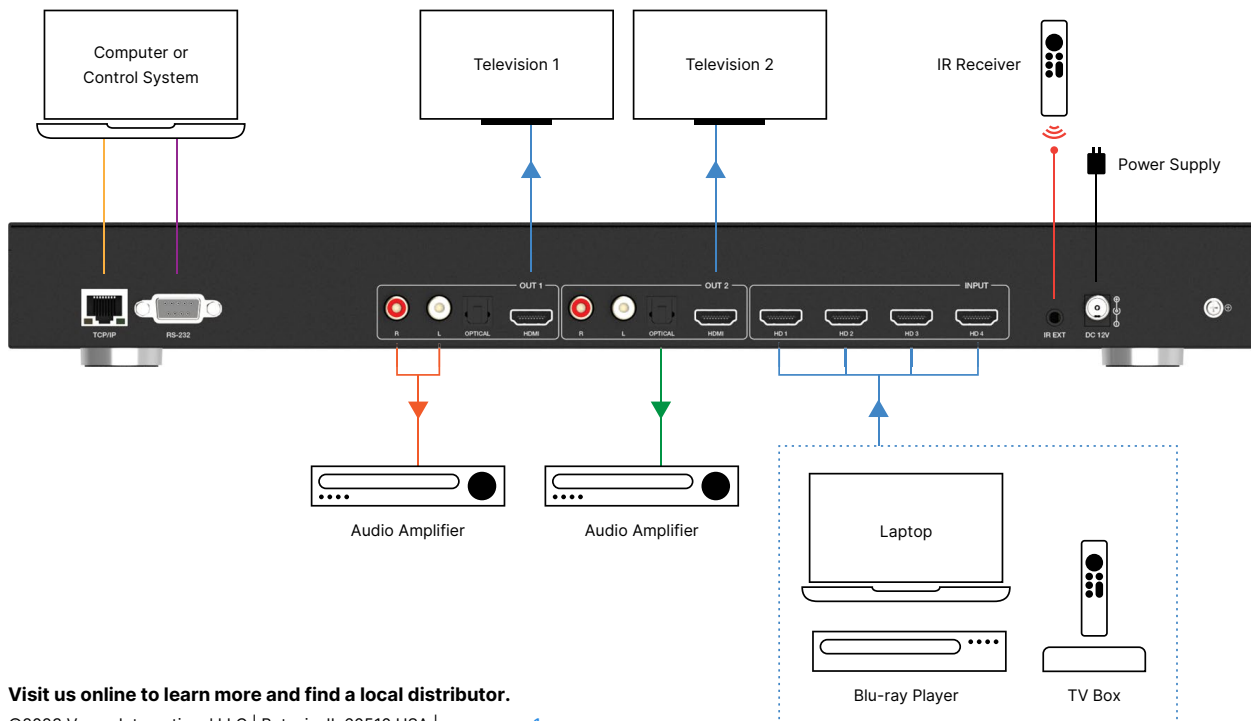 Computer or
Control System
Television 1
Television 2
IR Receiver
Power Supply
OUT 1
OUT 2
INPUT
TCP/IP
RS-232
R
L
OPTICAL
HDMI
R
L
OPTICAL
HDMI
HD 1
HD 2
HD 3
HD 4
IR EXT
DC 12V
Audio Amplifier
Audio Amplifier
Laptop
Blu-ray Player
TV Box
Visit us online to learn more and find a local distributor.